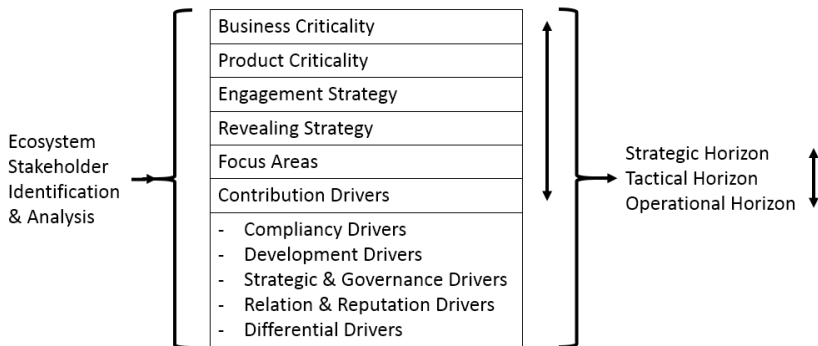 Ecosystem
Stakeholder
Identification
& Analysis
Business Criticality
Product Criticality
Engagement Strategy
Revealing Strategy
Focus Areas
Contribution Drivers
- Compliancy Drivers
- Development Drivers
- Strategic & Governance Drivers
- Relation & Reputation Drivers
- Differential Drivers
Strategic Horizon
Tactical Horizon
Operational Horizon